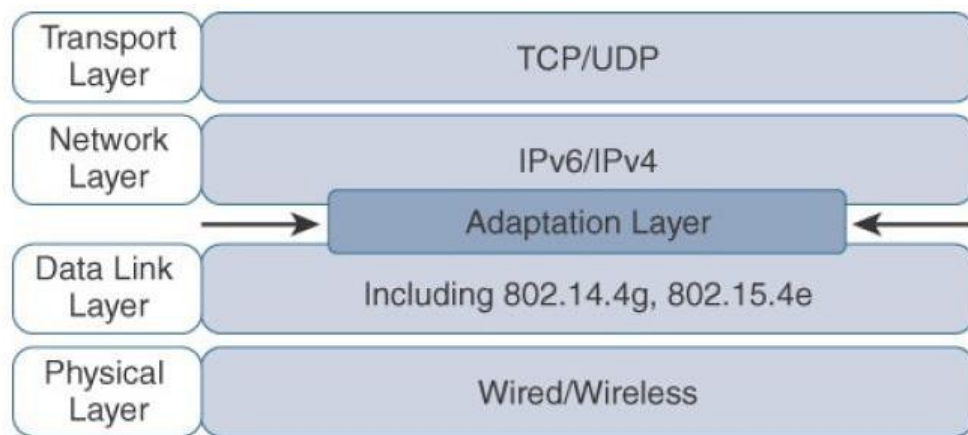 Transport
Layer
TCP/UDP
Network
Layer
IPv6/IPv4
Adaptation Layer
Data Link
Layer
Including 802.14.4g, 802.15.4e
Physical
Layer
Wired/Wireless